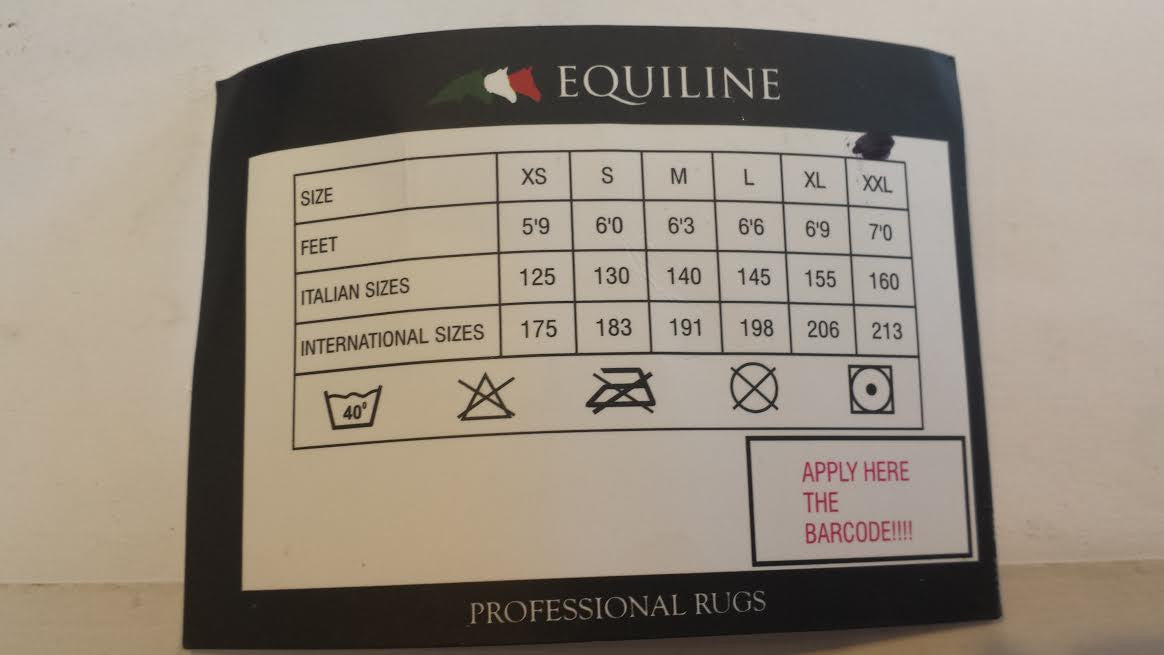 EQUILINE
SIZE XS S M L XL XXL
FEET 5'9 6'0 6'3 6'6 6'9 7'0
ITALIAN SIZES 125 130 140 145 155 160
INTERNATIONAL SIZES 175 183 191 198 206 213
40°
APPLY HERE
THE
BARCODE!!!!
PROFESSIONAL RUGS